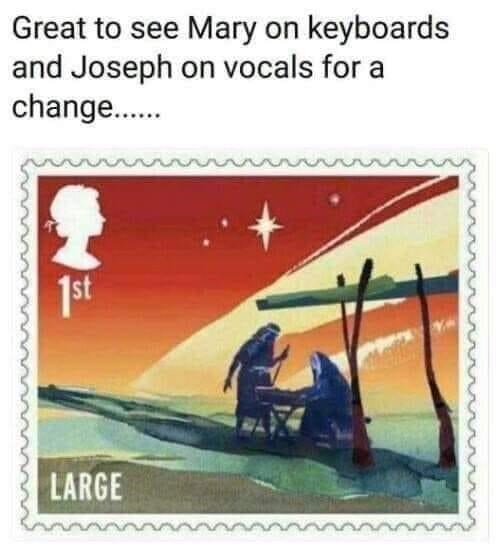 Great to see Mary on keyboards
and Joseph on vocals for a
change......
1st
LARGE